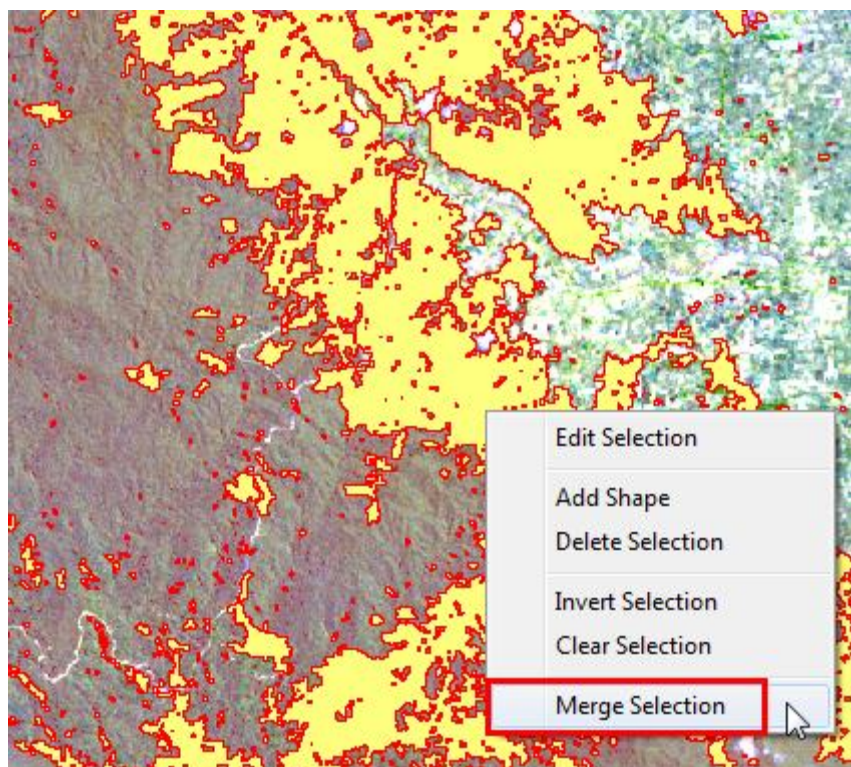 Edit Selection
Add Shape
Delete Selection
Invert Selection
Clear Selection
Merge Selection